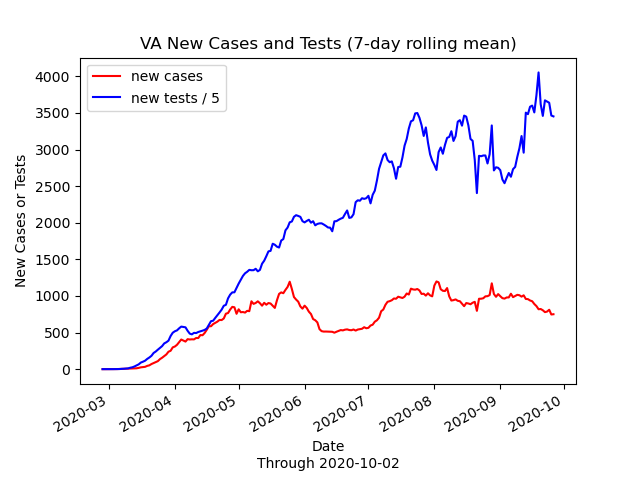 VA New Cases and Tests (7-day rolling mean)
new cases
new tests / 5
New Cases or Tests
4000
3500
3000
2500
2000
1500
1000
500
0
2020-03
2020-04
2020-05
2020-06
2020-07
2020-08
2020-09
2020-10
Date
Through 2020-10-02